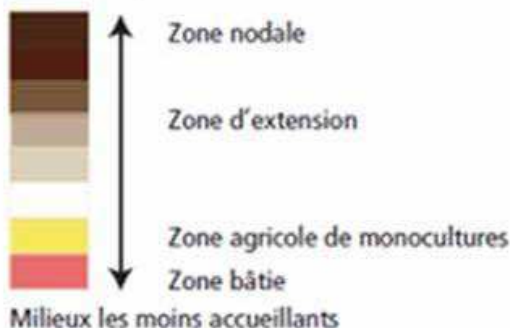 Zone nodale
Zone d'extension
Zone agricole de monocultures
Zone bâtie
Milieux les moins accueillants